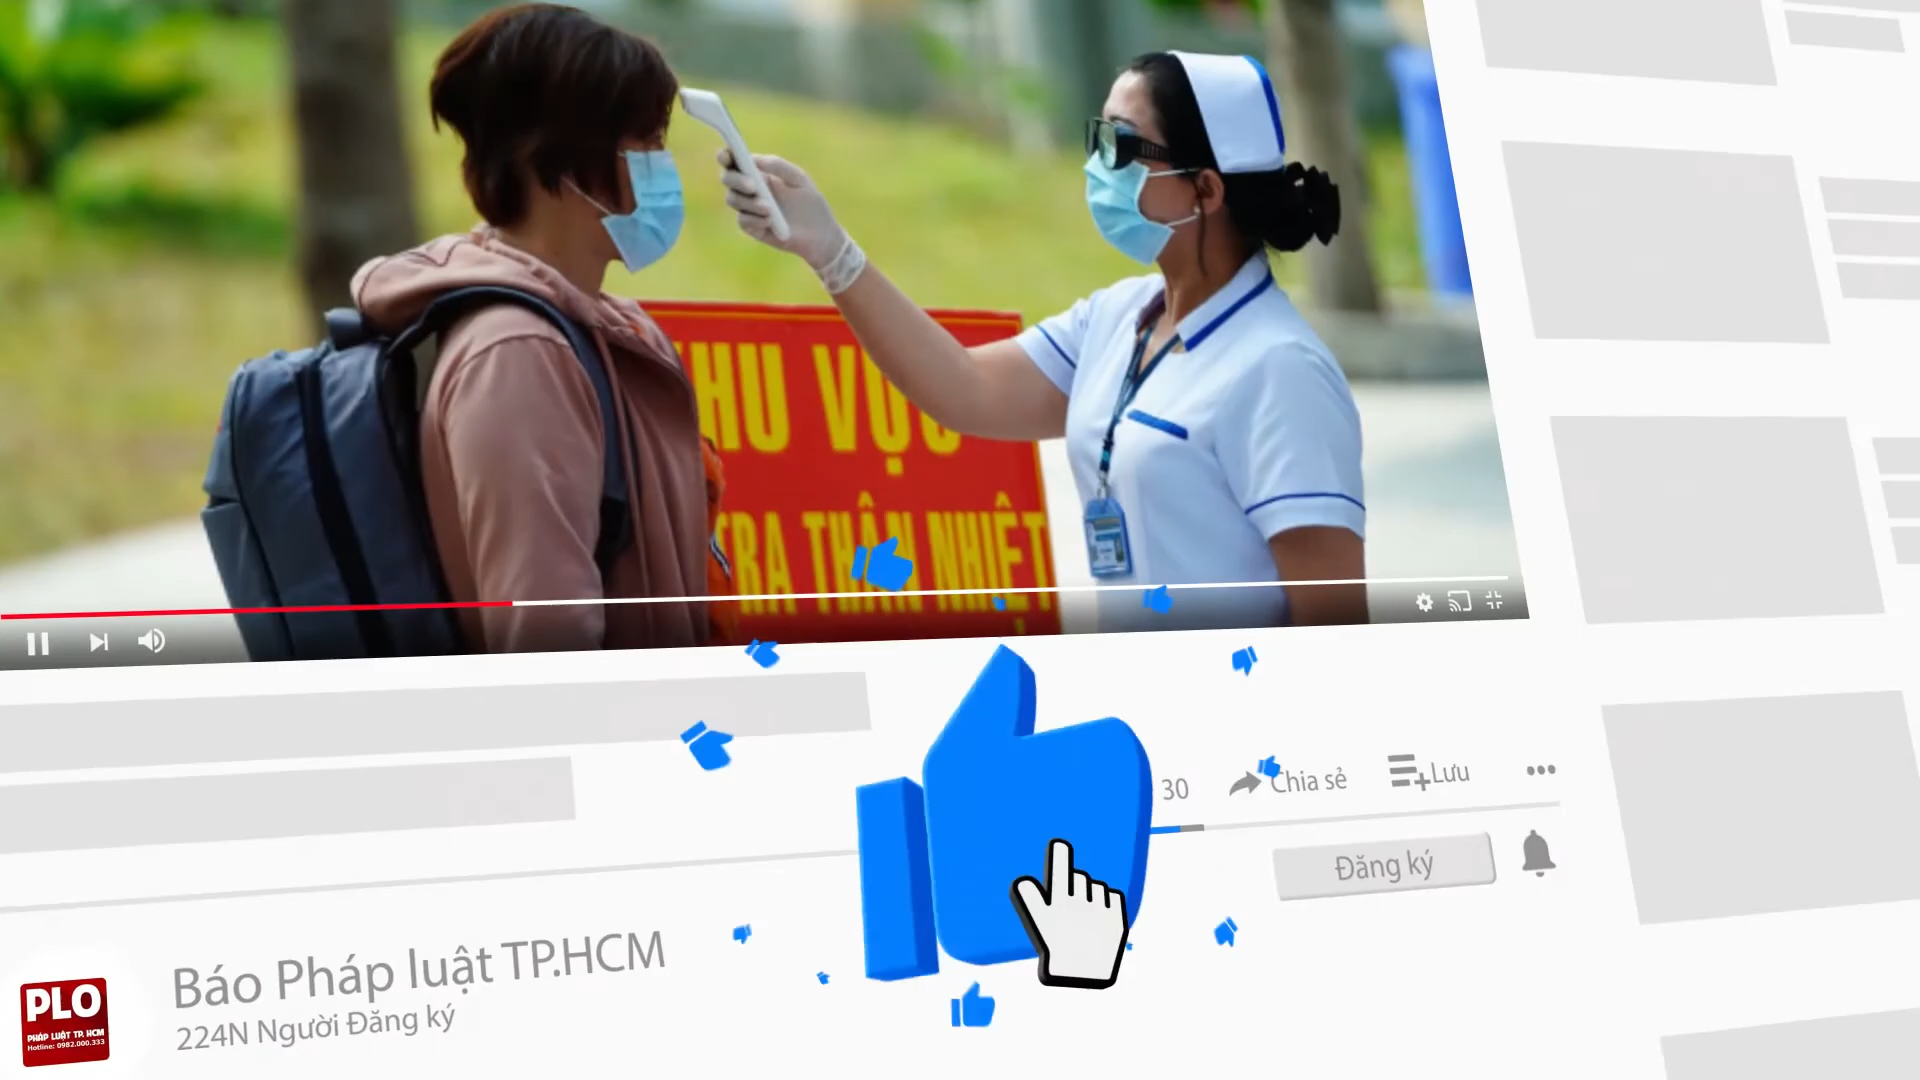 HU VỰC
TRA THÂN NHIỆT
30
Chia sẻ
Lưu
Đăng ký
Báo Pháp luật TP.HCM
224N Người Đăng ký
PLO
PHÁP LUẬT TP. HCM
Hotline: 0982.000.333